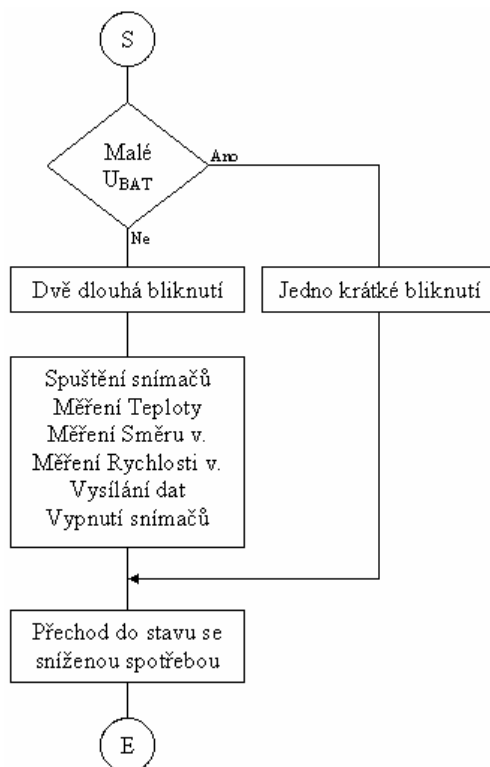 S
Malé
UBAT
Ano
Ne
Dvě dlouhá bliknutí
Jedno krátké bliknutí
Spuštění snímačů
Měření Teploty
Měření Směru v.
Měření Rychlosti v.
Vysílání dat
Vypnutí snímačů
Přechod do stavu se
sníženou spotřebou
E